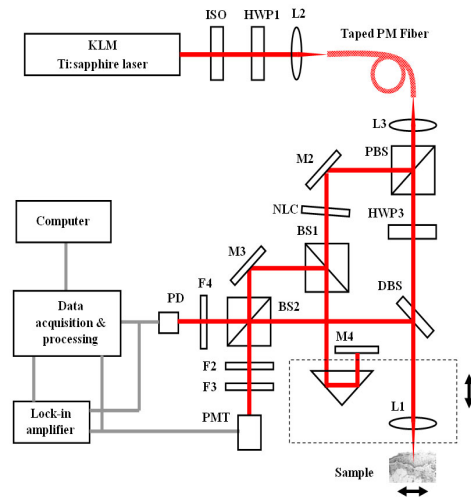 ISO HWP1 L2
KLM
Ti:sapphire laser
Taped PM Fiber
L3
M2
PBS
NLC
HWP3
Computer
M3
BS1
F4
DBS
PD
BS2
Data
acquisition &
processing
M4
F2
F3
L1
Lock-in
amplifier
PMT
Sample